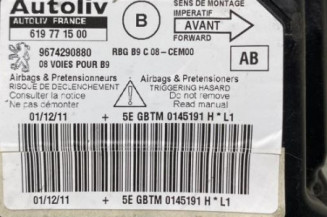 Autoliv
AUTOLIV FRANCE
619 77 15 00
9674290880
08 VOIES POUR B9
B
SENS DE MONTAGE
IMPERATIF
AVANT
FORWARD
RBG B9 C 08 - CEM00
AB
Airbags & Pretensionneurs
RISQUE DE DECLENCHEMENT
Consulter la notice
Ne pas démonter
Airbags & Pretensioners
TRIGGERING HAZARD
Do not remove
Read manual
01/12/11 + 5E GBTM 0145191 H * L1
01/12/11 + 5E GBTM 0145191 H * L1